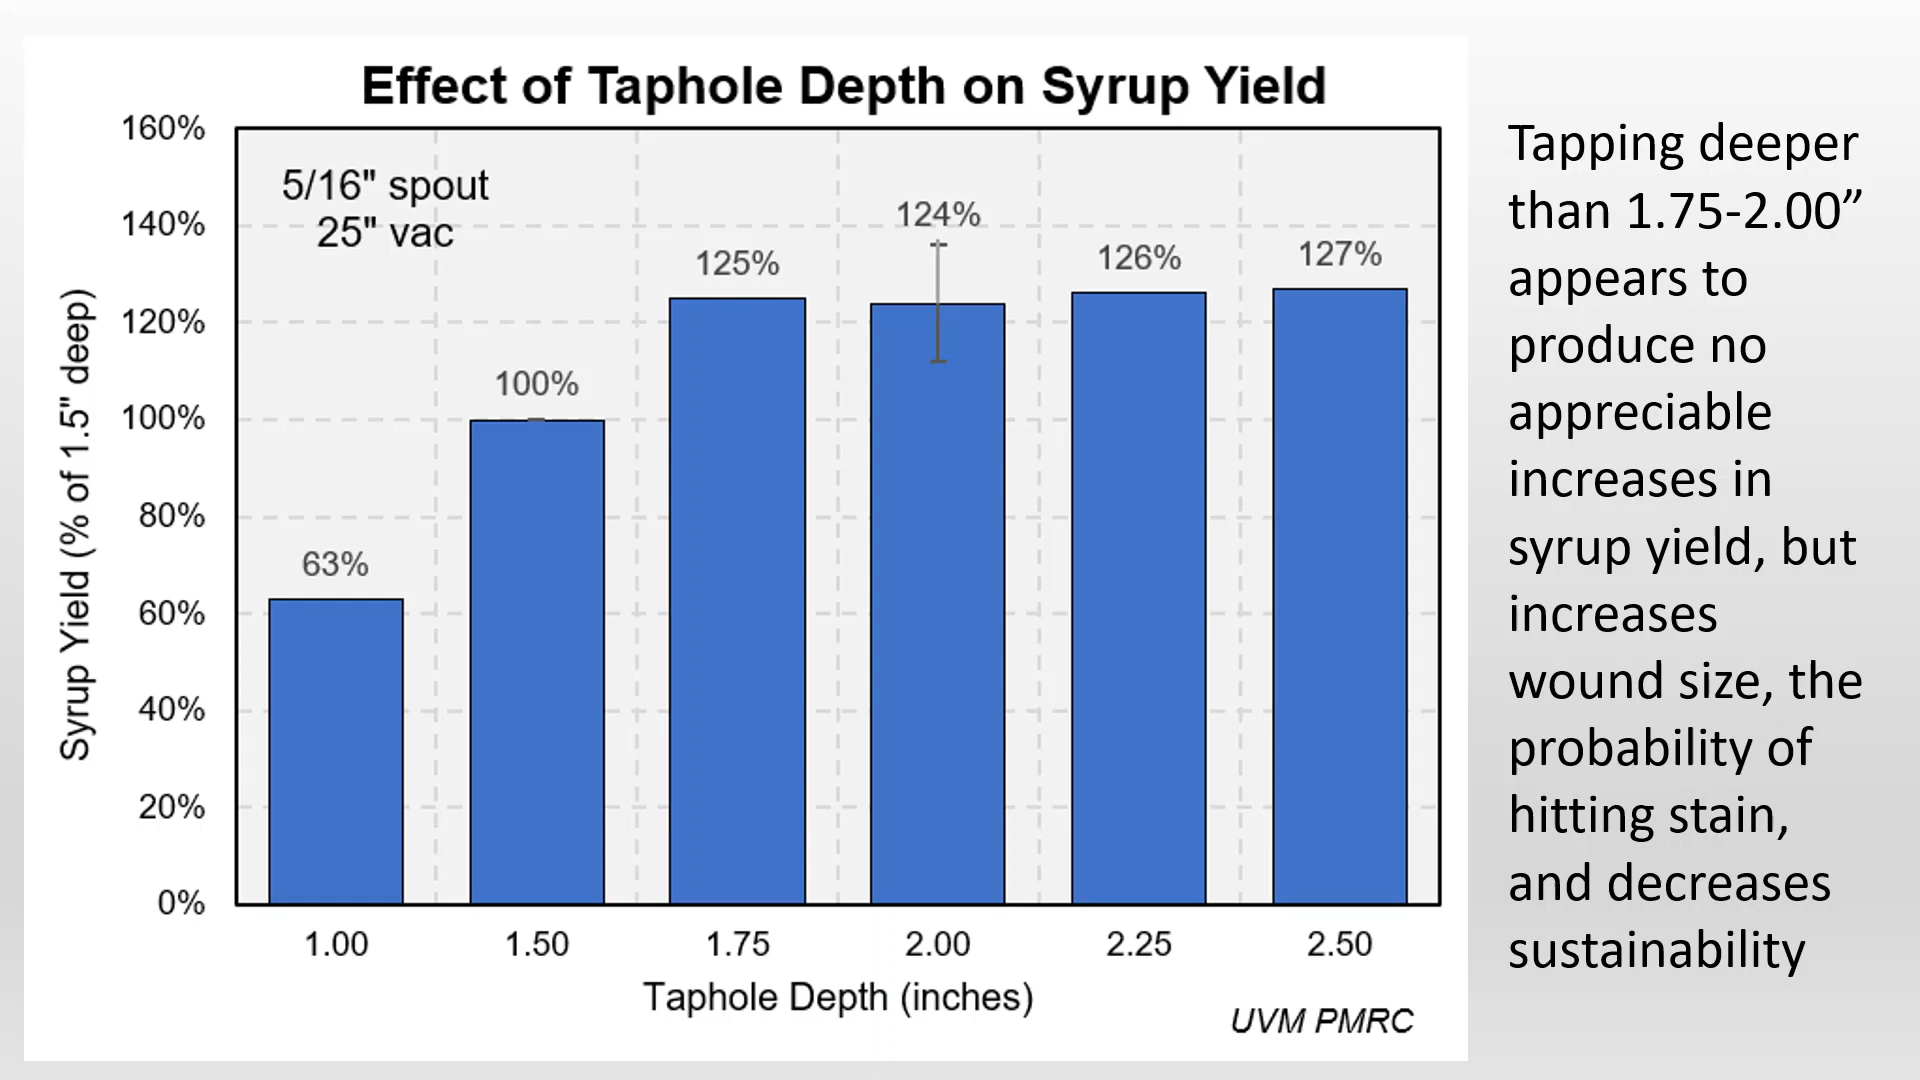 Effect of Taphole Depth on Syrup Yield
160%
140%
120%
100%
80%
60%
40%
20%
0%
Syrup Yield (% of 1.5" deep)
5/16" spout
25" vac
63%
100%
125%
124%
126%
127%
1.00 1.50 1.75 2.00 2.25 2.50
Taphole Depth (inches)
UVM PMRC
Tapping deeper
than 1.75-2.00”
appears to
produce no
appreciable
increases in
syrup yield, but
increases
wound size, the
probability of
hitting stain,
and decreases
sustainability